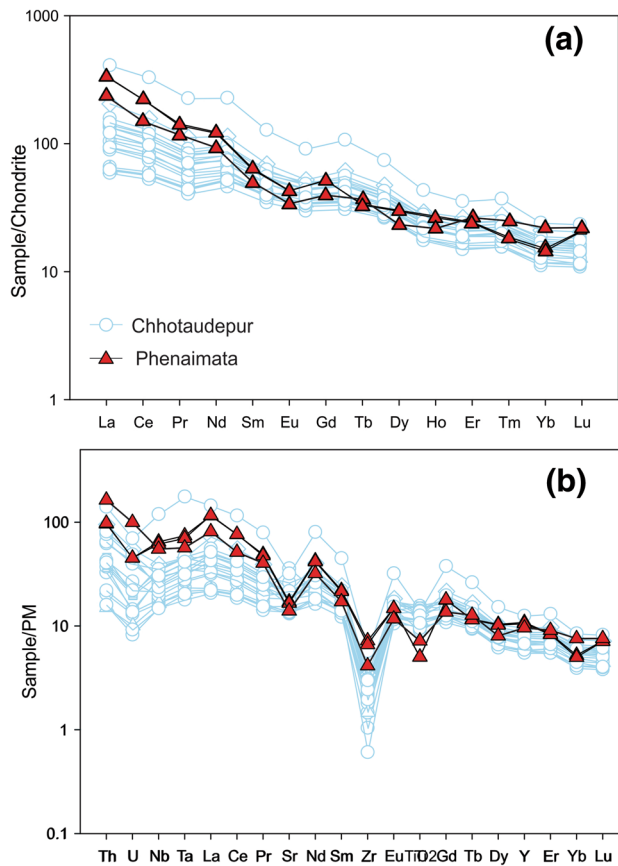 1000
(a)
100
Sample/Chondrite
10
Chhotaudepur
Phenaimata
1
La Ce Pr Nd Sm Eu Gd Tb Dy Ho Er Tm Yb Lu
(b)
100
Sample/PM
10
1
0.1
Th U Nb Ta La Ce Pr Sr Nd Sm Zr Eu TiO2 Gd Tb Dy Y Er Yb Lu